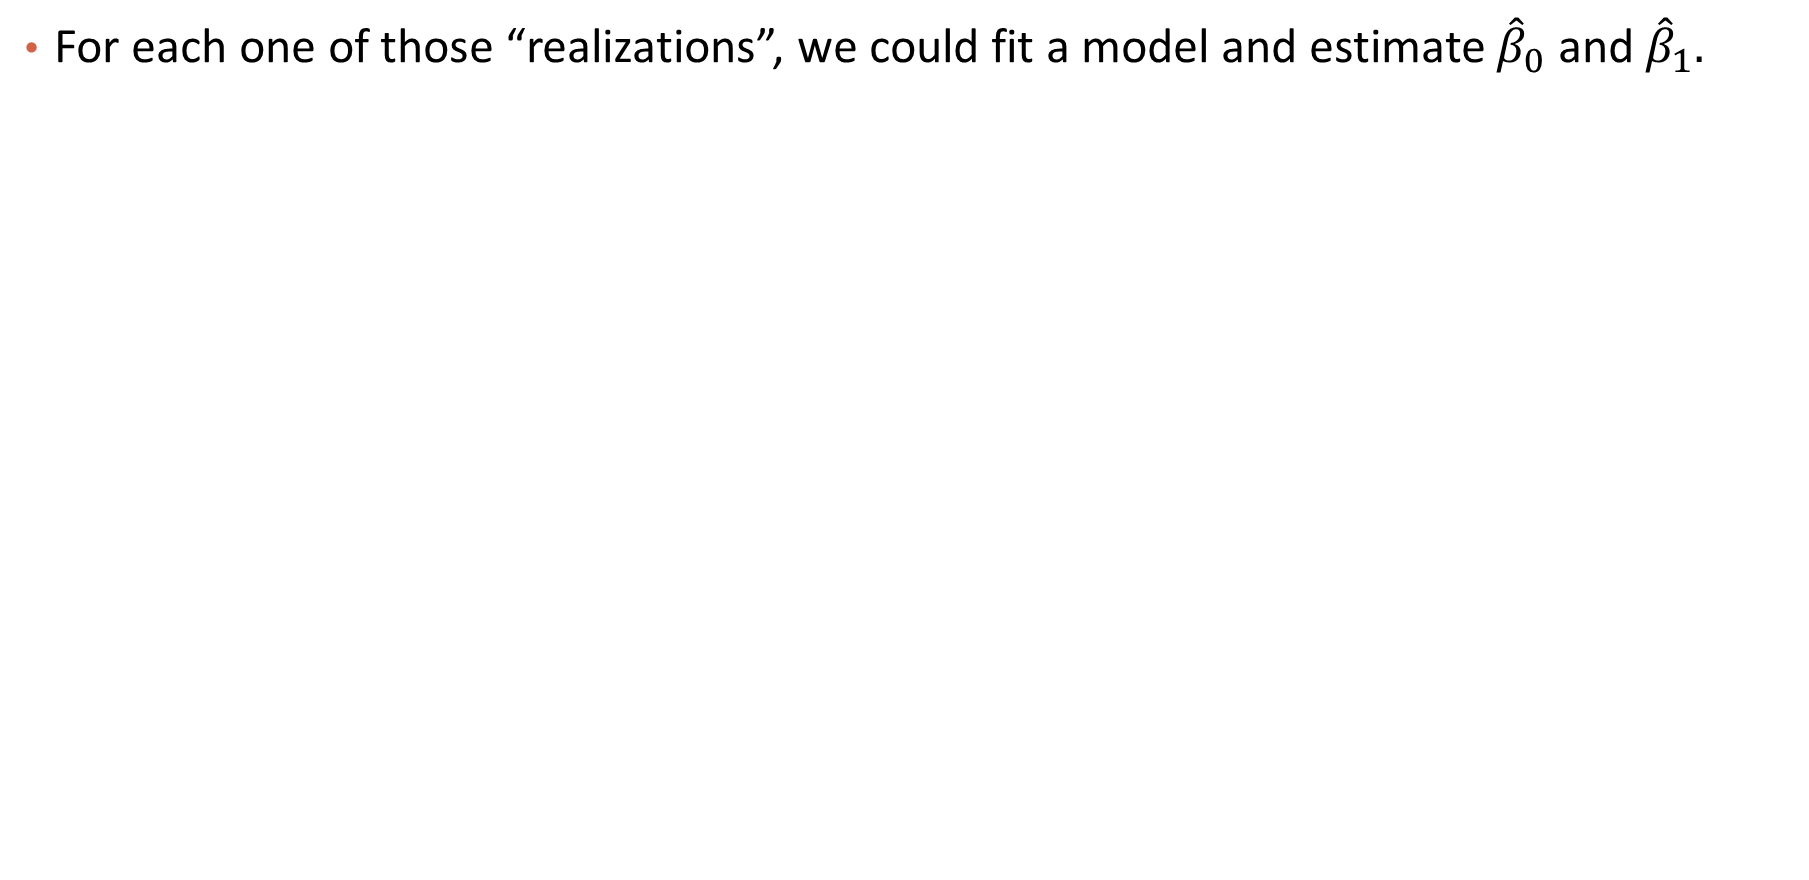 • For each one of those “realizations”, we could fit a model and estimate β̂₀ and β̂₁.